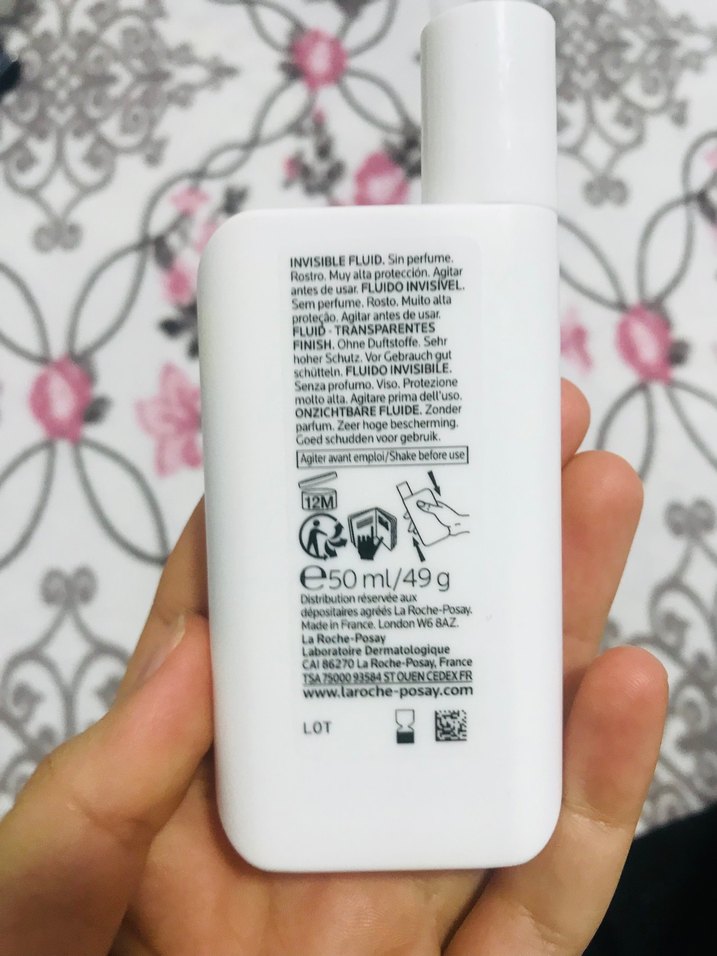 INVISIBLE FLUID. Sin perfume.
Rostro. Muy alta protección. Agitar
antes de usar. FLUIDO INVISÍVEL.
Sem perfume. Rosto. Muito alta
proteção. Agitar antes de usar.
FLUID - TRANSPARENTES
FINISH. Ohne Duftstoffe. Sehr
hoher Schutz. Vor Gebrauch gut
schütteln. FLUIDO INVISIBILE.
Senza profumo. Viso. Protezione
molto alta. Agitare prima dell'uso.
ONZICHTBARE FLUIDE. Zonder
parfum. Zeer hoge bescherming.
Goed schudden voor gebruik.
Agiter avant emploi/Shake before use
12M
e50 ml/49 g
Distribution réservée aux
dépositaires agréés La Roche-Posay.
Made in France. London W6 8AZ.
La Roche-Posay
Laboratoire Dermatologique
CAI 86270 La Roche-Posay, France
TSA 75000 93584 ST OUEN CEDEX FR
www.laroche-posay.com
LOT